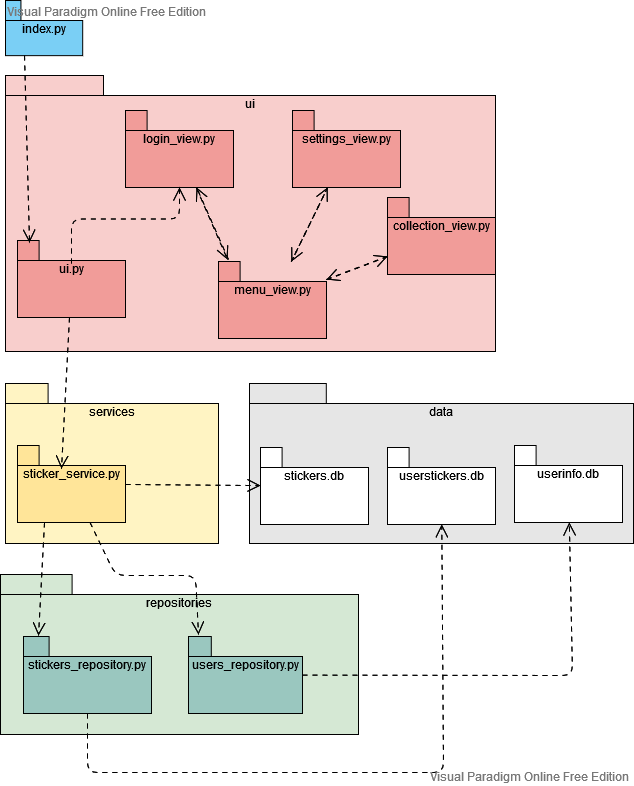 Visual Paradigm Online Free Edition
index.py
ui
login_view.py
settings_view.py
collection_view.py
ui.py
menu_view.py
services
data
sticker_service.py
stickers.db
userstickers.db
userinfo.db
repositories
stickers_repository.py
users_repository.py
Visual Paradigm Online Free Edition